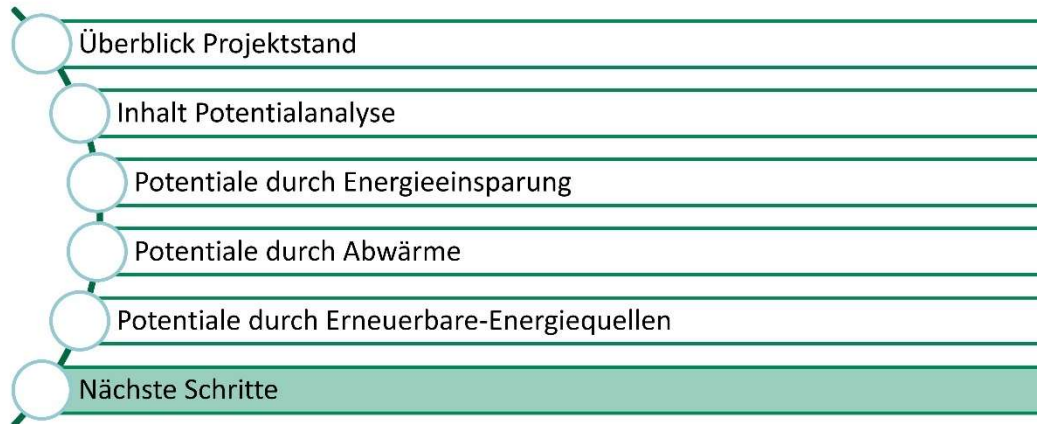 Überblick Projektstand
Inhalt Potentialanalyse
Potentiale durch Energieeinsparung
Potentiale durch Abwärme
Potentiale durch Erneuerbare-Energiequellen
Nächste Schritte